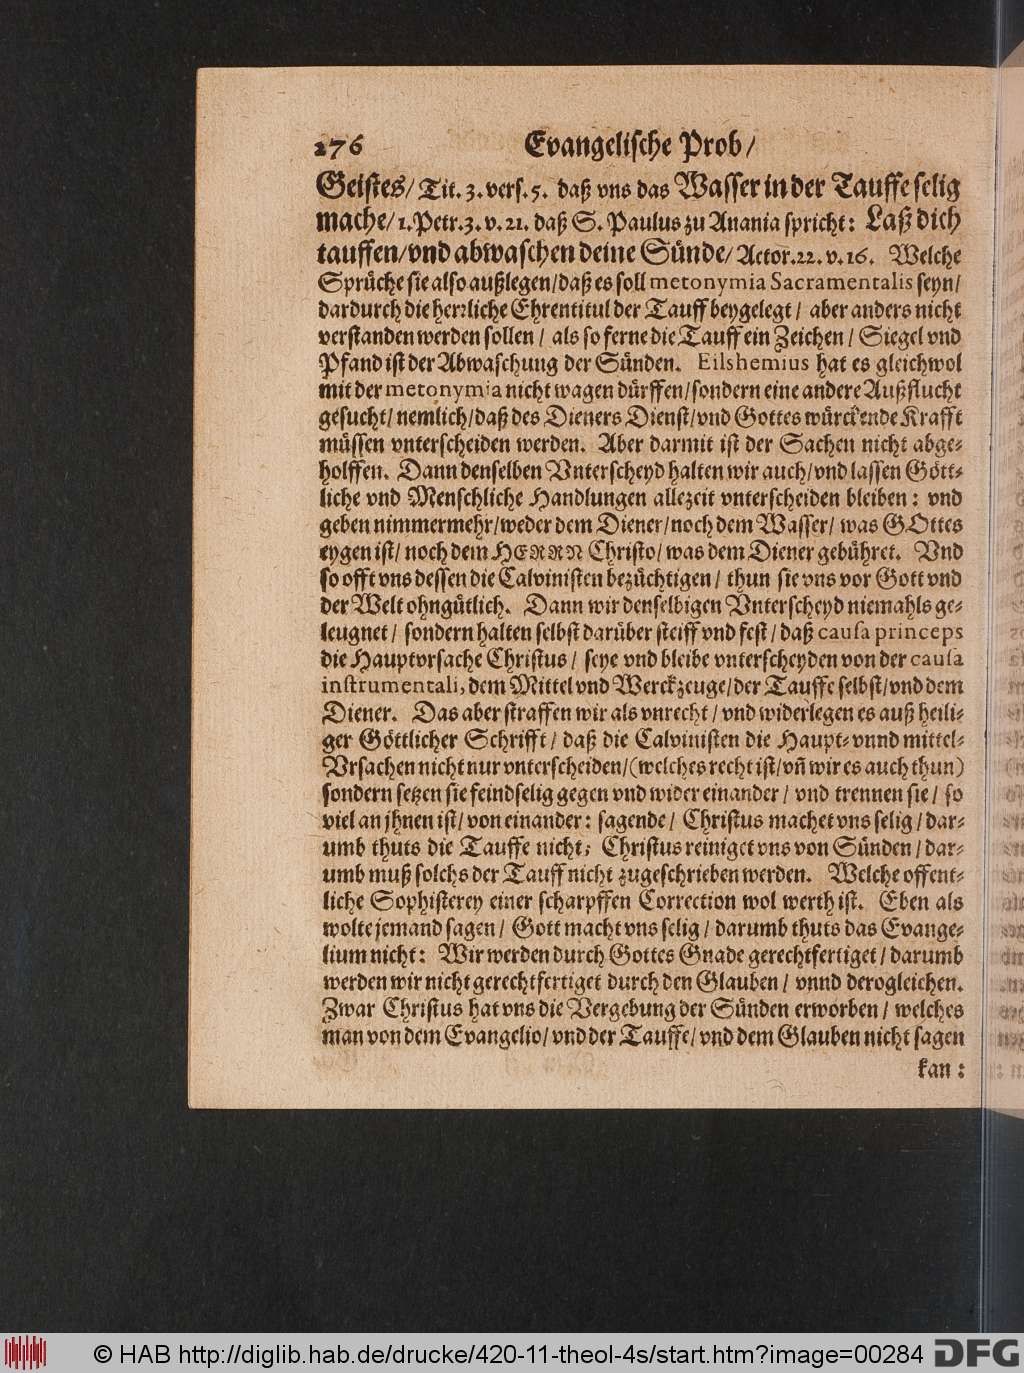 276 Evangelische Prob/
Geistes/ Tit. 3. vers. 5. daß vns das Wasser in der Tauffe selig
mache/ 1. Petr. 3. v. 21. daß S. Paulus zu Anania spricht: Laß dich
tauffen/ vnd abwaschen deine Sünde/ Actor. 22. v. 16. Welche
Sprüche sie also außlegen/ daß es soll metonymia Sacramentalis seyn/
dardurch die herꝛliche Ehrentitul der Tauff beygelegt/ aber anders nicht
verstanden werden sollen/ als so ferne die Tauff ein Zeichen/ Siegel vnd
Pfand ist der Abwaschung der Sünden. Eilshemius hat es gleichwol
mit der metonymia nicht wagen dürffen/ sondern eine andere Außflucht
gesucht/ nemlich/ daß des Dieners Dienst/ vnd Gottes würckende Krafft
müssen vnterscheiden werden. Aber darmit ist der Sachen nicht abge-
holffen. Dann denselben Vnterscheyd halten wir auch/ vnd lassen Gött-
liche vnd Menschliche Handlungen allezeit vnterscheiden bleiben: vnd
geben nimmermehr/ weder dem Diener/ noch dem Wasser/ was GOttes
eygen ist/ noch dem HERRN Christo/ was dem Diener gebühret. Vnd
so offt vns dessen die Calvinisten bezüchtigen/ thun sie vns vor Gott vnd
der Welt ohngütlich. Dann wir denselbigen Vnterscheyd niemahls ge-
leugnet/ sondern halten selbst darüber steiff vnd fest/ daß causa princeps
die Hauptvrsache Christus/ seye vnd bleibe vnterscheyden von der causa
instrumentali, dem Mittel vnd Werckzeuge/ der Tauffe selbst/ vnd dem
Diener. Das aber straffen wir als vnrecht/ vnd widerlegen es auß heili-
ger Göttlicher Schrifft/ daß die Calvinisten die Haupt- vnnd mittel-
Vrsachen nicht nur vnterscheiden/ (welches recht ist/ vñ wir es auch thun)
sondern setzen sie feindselig gegen vnd wider einander/ vnd trennen sie/ so
viel an jhnen ist/ von einander: sagende/ Christus machet vns selig/ dar-
umb thuts die Tauffe nicht; Christus reiniget vns von Sünden/ dar-
umb muß solchs der Tauff nicht zugeschrieben werden. Welche offent-
liche Sophisterey einer scharpffen Correction wol werth ist. Eben als
wolte jemand sagen/ Gott macht vns selig/ darumb thuts das Evange-
lium nicht: Wir werden durch Gottes Gnade gerechtfertiget/ darumb
werden wir nicht gerechtfertiget durch den Glauben/ vnnd derogleichen.
Zwar Christus hat vns die Vergebung der Sünden erworben/ welches
man von dem Evangelio/ vnd der Tauffe/ vnd dem Glauben nicht sagen
kan:
© HAB http://diglib.hab.de/drucke/420-11-theol-4s/start.htm?image=00284 DFG